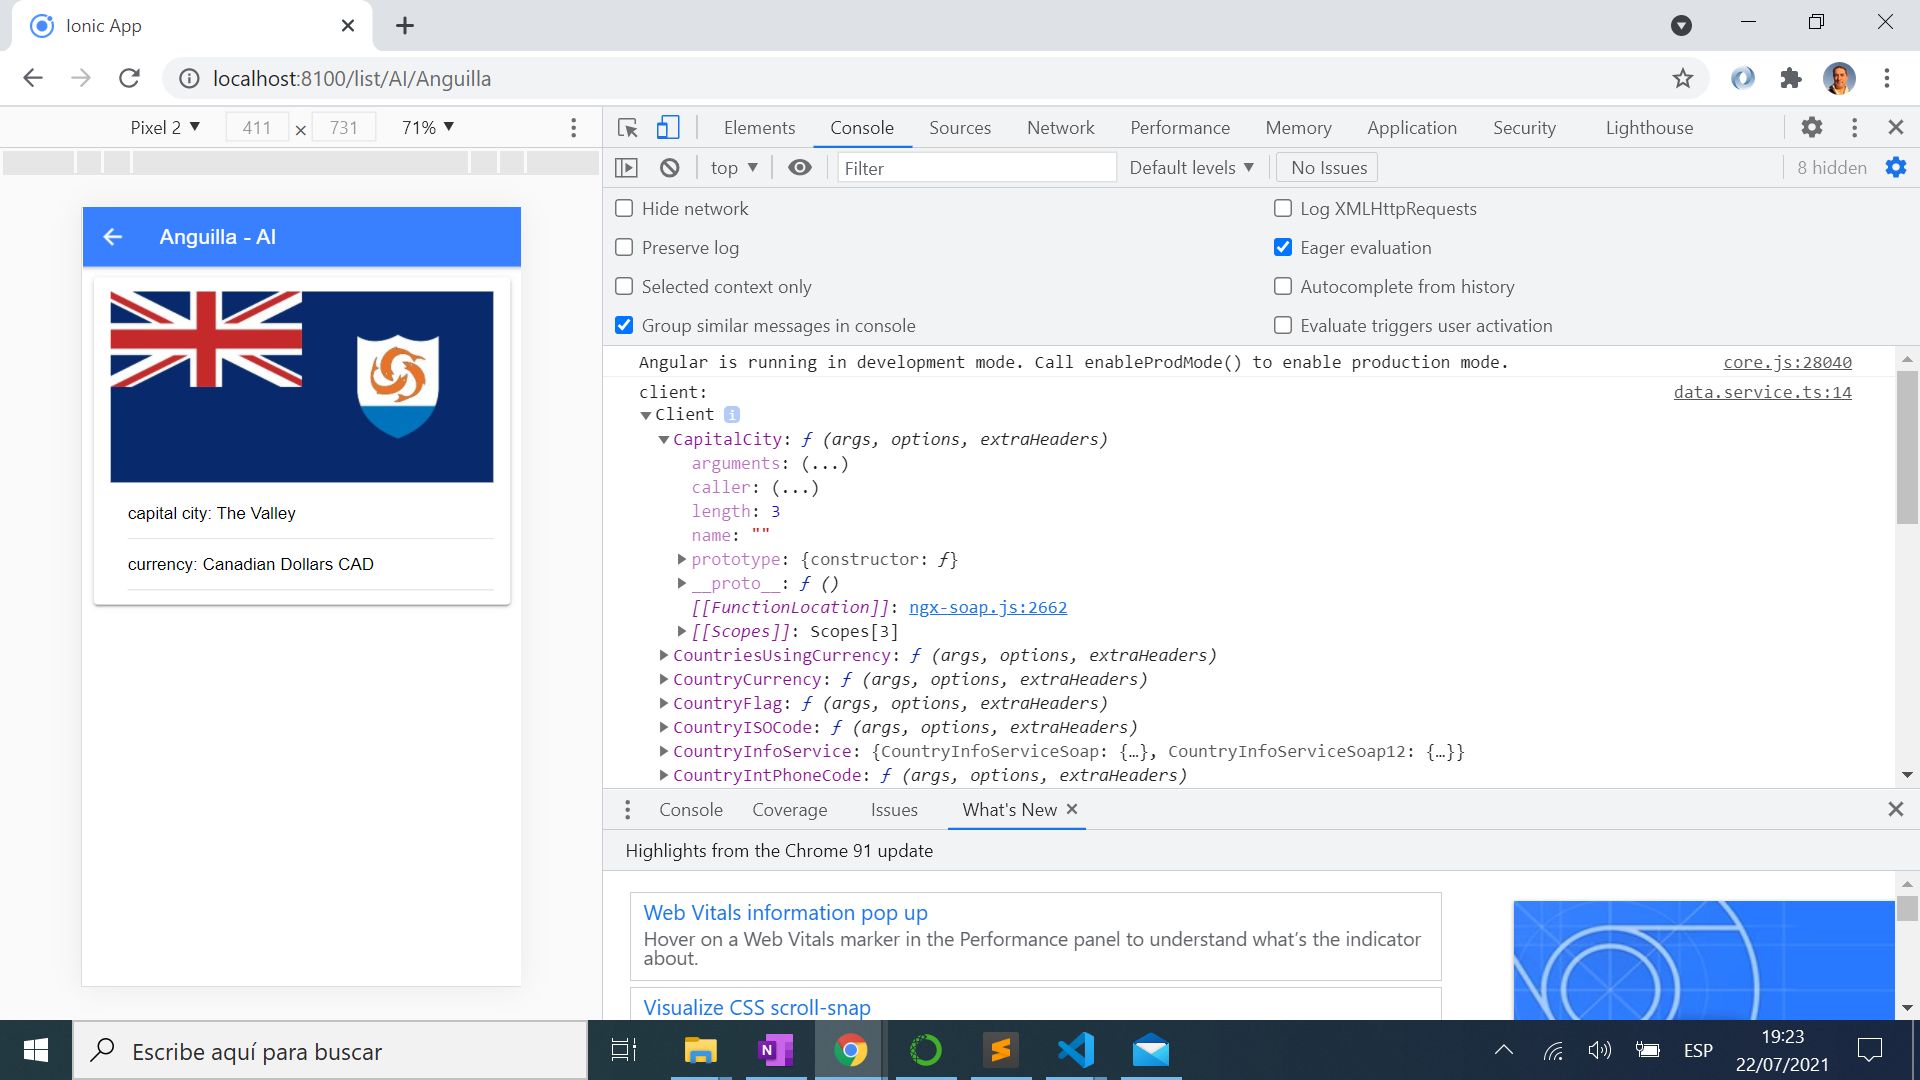 Ionic App
localhost:8100/list/AI/Anguilla
Pixel 2 ▼ 411 × 731 71% ▼
Elements Console Sources Network Performance Memory Application Security Lighthouse
top ▼ Filter Default levels ▼ No Issues 8 hidden
Hide network Log XMLHttpRequests
Preserve log Eager evaluation
Selected context only Autocomplete from history
Group similar messages in console Evaluate triggers user activation
Anguilla - AI
capital city: The Valley
currency: Canadian Dollars CAD
Angular is running in development mode. Call enableProdMode() to enable production mode. core.js:28040
client: data.service.ts:14
▼Client i
▼CapitalCity: ƒ (args, options, extraHeaders)
arguments: (...)
caller: (...)
length: 3
name: ""
▶prototype: {constructor: ƒ}
▶__proto__: ƒ ()
[[FunctionLocation]]: ngx-soap.js:2662
▶[[Scopes]]: Scopes[3]
▶CountriesUsingCurrency: ƒ (args, options, extraHeaders)
▶CountryCurrency: ƒ (args, options, extraHeaders)
▶CountryFlag: ƒ (args, options, extraHeaders)
▶CountryISOCode: ƒ (args, options, extraHeaders)
▶CountryInfoService: {CountryInfoServiceSoap: {…}, CountryInfoServiceSoap12: {…}}
▶CountryIntPhoneCode: ƒ (args, options, extraHeaders)
Console Coverage Issues What's New
Highlights from the Chrome 91 update
Web Vitals information pop up
Hover on a Web Vitals marker in the Performance panel to understand what's the indicator
about.
Visualize CSS scroll-snap
Escribe aquí para buscar
N
ESP
19:23
22/07/2021